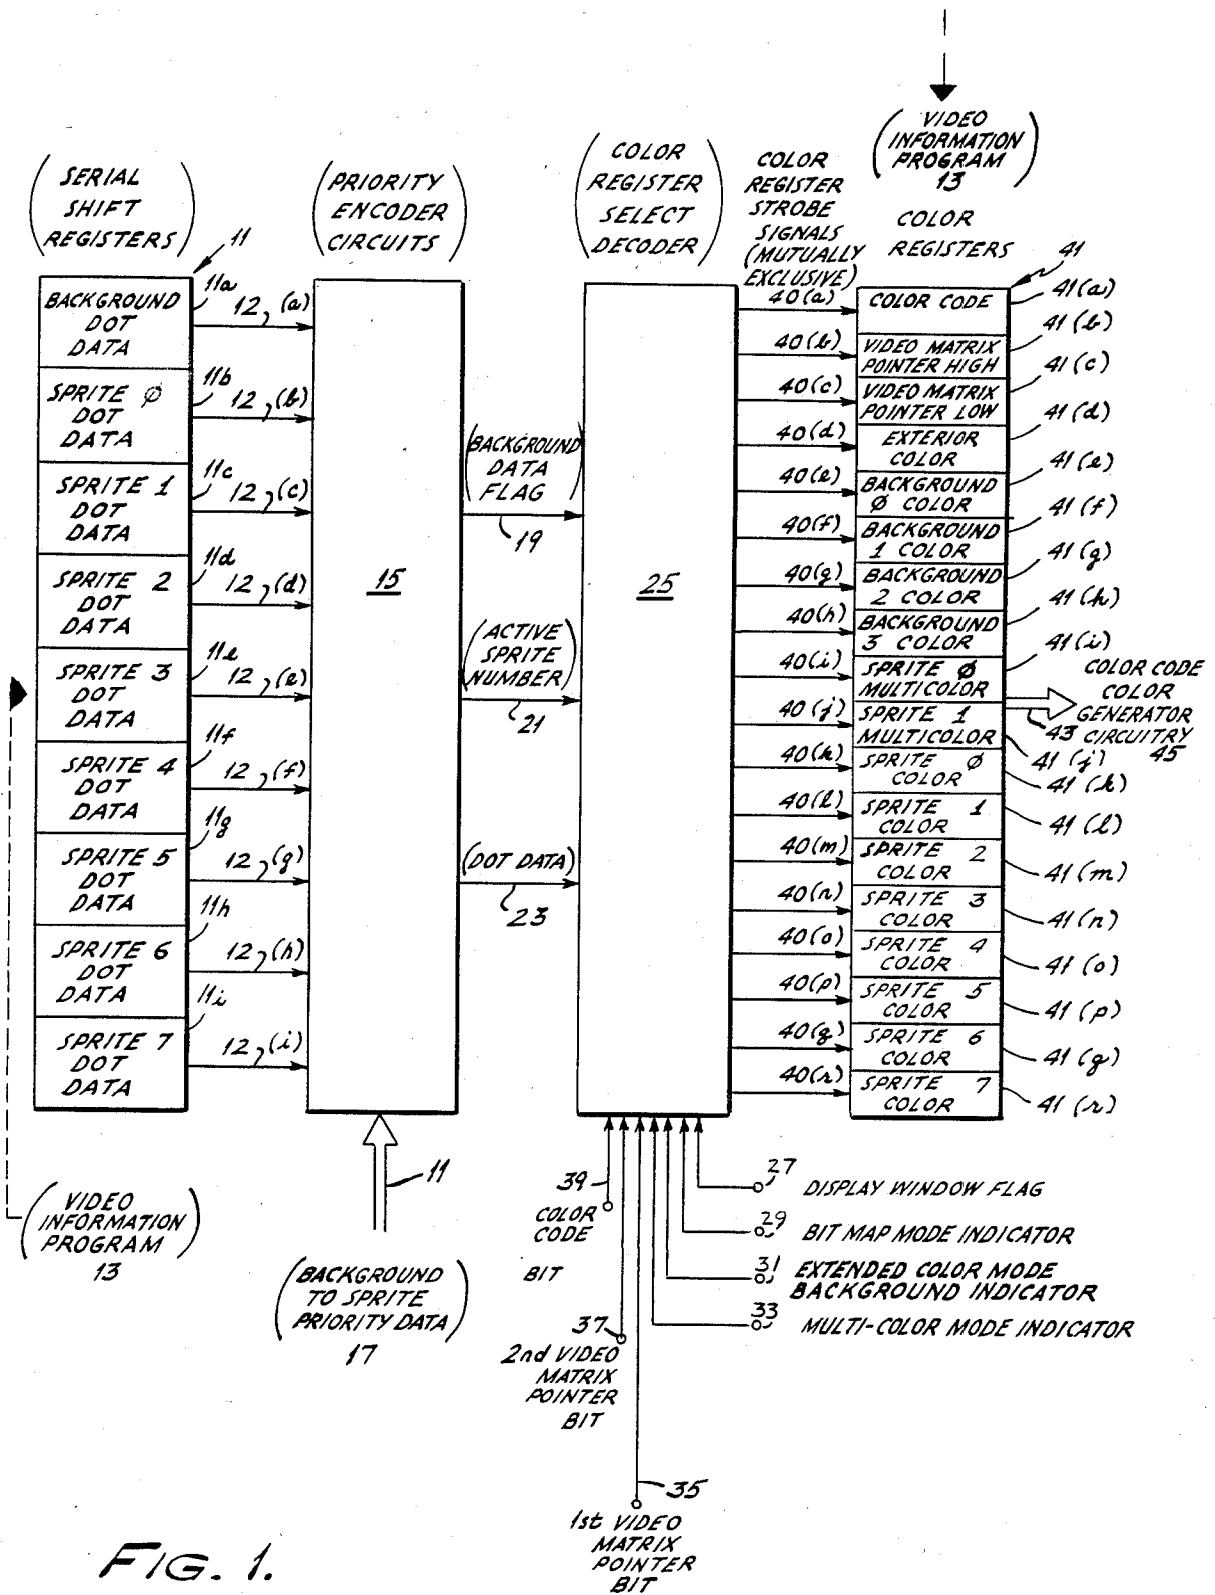 (SERIAL
SHIFT
REGISTERS)
(PRIORITY
ENCODER
CIRCUITS)
(COLOR
REGISTER
SELECT
DECODER)
COLOR
REGISTER
STROBE
SIGNALS
(MUTUALLY
EXCLUSIVE)
(VIDEO
INFORMATION
PROGRAM)
13
COLOR
REGISTERS
11
BACKGROUND
DOT
DATA
11a
12 (a)
SPRITE Ø
DOT
DATA
11b
12 (b)
SPRITE 1
DOT
DATA
11c
12 (c)
SPRITE 2
DOT
DATA
11d
12 (d)
SPRITE 3
DOT
DATA
11e
12 (e)
SPRITE 4
DOT
DATA
11f
12 (f)
SPRITE 5
DOT
DATA
11g
12 (g)
SPRITE 6
DOT
DATA
11h
12 (h)
SPRITE 7
DOT
DATA
11i
12 (i)
(VIDEO
INFORMATION
PROGRAM)
13
15
11
(BACKGROUND
TO SPRITE
PRIORITY DATA)
17
(BACKGROUND
DATA
FLAG)
19
(ACTIVE
SPRITE
NUMBER)
21
(DOT DATA)
23
25
40(a)
40(b)
40(c)
40(d)
40(e)
40(f)
40(g)
40(h)
40(i)
40(j)
40(k)
40(l)
40(m)
40(n)
40(o)
40(p)
40(q)
40(r)
41
COLOR CODE
41(a)
VIDEO MATRIX
POINTER HIGH
41(b)
VIDEO MATRIX
POINTER LOW
41(c)
EXTERIOR
COLOR
41(d)
BACKGROUND
Ø COLOR
41(e)
BACKGROUND
1 COLOR
41(f)
BACKGROUND
2 COLOR
41(g)
BACKGROUND
3 COLOR
41(h)
SPRITE Ø
MULTICOLOR
41(i)
SPRITE 1
MULTICOLOR
41(j)
SPRITE Ø
COLOR
41(k)
SPRITE 1
COLOR
41(l)
SPRITE 2
COLOR
41(m)
SPRITE 3
COLOR
41(n)
SPRITE 4
COLOR
41(o)
SPRITE 5
COLOR
41(p)
SPRITE 6
COLOR
41(q)
SPRITE 7
COLOR
41(r)
COLOR CODE
COLOR
GENERATOR
CIRCUITRY
43
45
27
DISPLAY WINDOW FLAG
29
BIT MAP MODE INDICATOR
31
EXTENDED COLOR MODE
BACKGROUND INDICATOR
33
MULTI-COLOR MODE INDICATOR
39
COLOR
CODE
BIT
37
2nd VIDEO
MATRIX
POINTER
BIT
35
1st VIDEO
MATRIX
POINTER
BIT
FIG. 1.